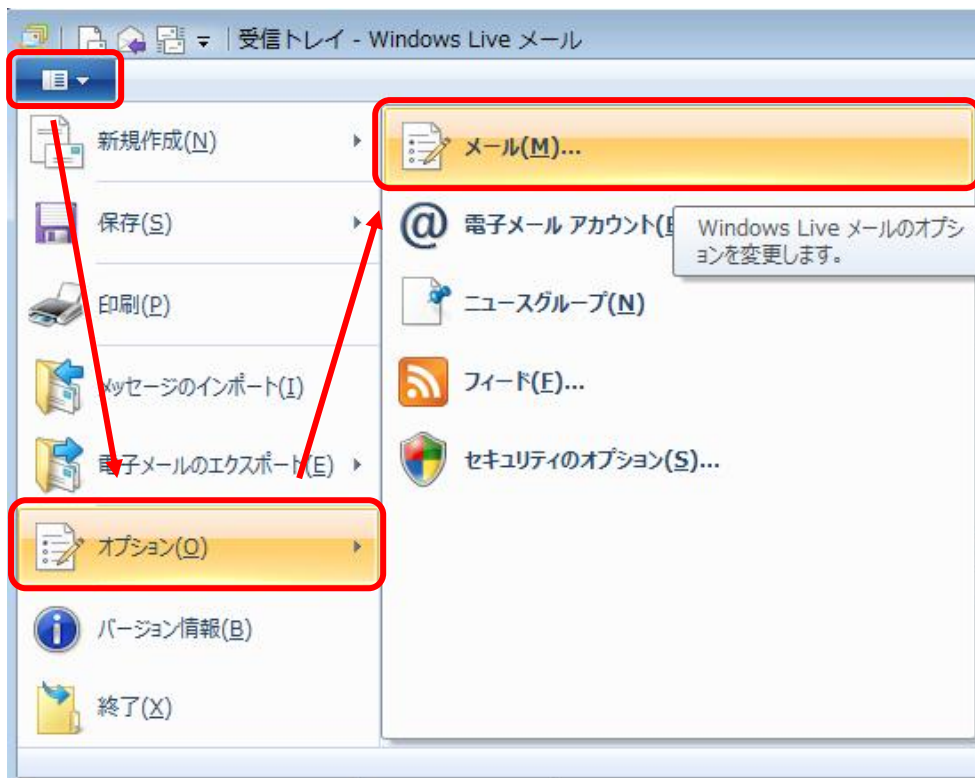 受信トレイ - Windows Live メール
新規作成(N)
保存(S)
印刷(P)
メッセージのインポート(I)
電子メールのエクスポート(E)
オプション(O)
バージョン情報(B)
終了(X)
メール(M)...
電子メール アカウント(
Windows Live メールのオプシ
ョンを変更します。
ニュースグループ(N)
フィード(F)...
セキュリティのオプション(S)...